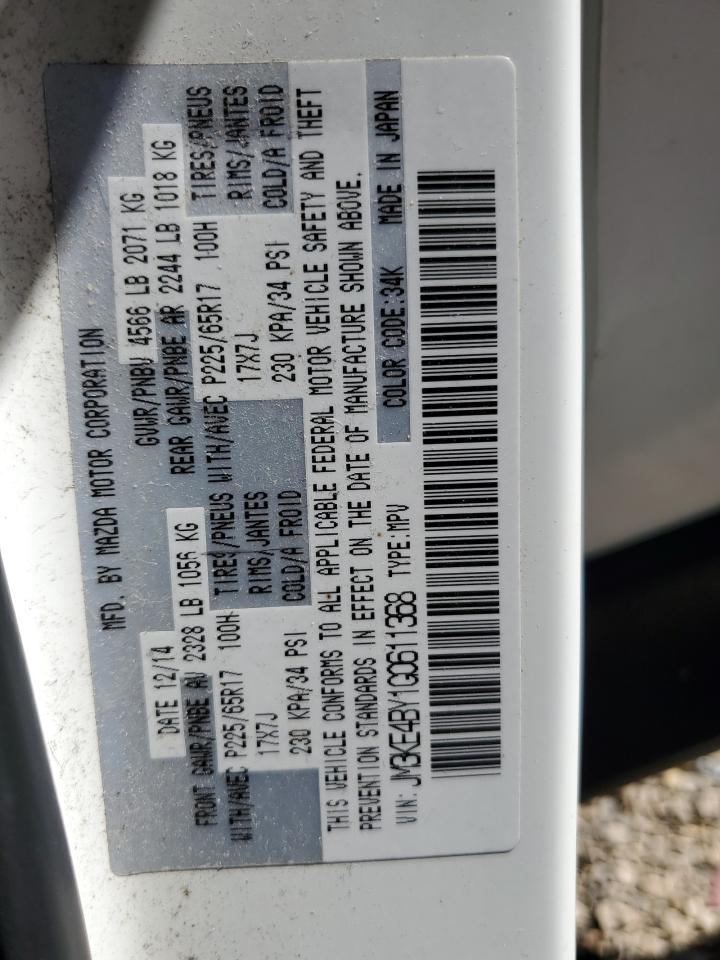 MFD. BY MAZDA MOTOR CORPORATION
DATE 12/14 GVWR/PNBV 4566 LB 2071 KG
FRONT GAWR/PNBE AV 2328 LB 1056 KG REAR GAWR/PNBE AR 2244 LB 1018 KG
WITH/AVEC P225/65R17 100H TIRES/PNEUS WITH/AVEC P225/65R17 100H TIRES/PNEUS
17X7J RIMS/JANTES 17X7J RIMS/JANTES
230 KPA/34 PSI COLD/A FROID 230 KPA/34 PSI COLD/A FROID
THIS VEHICLE CONFORMS TO ALL APPLICABLE FEDERAL MOTOR VEHICLE SAFETY AND THEFT
PREVENTION STANDARDS IN EFFECT ON THE DATE OF MANUFACTURE SHOWN ABOVE.
VIN: JM3KE4BY1G0611368 TYPE:MPV COLOR CODE:34K MADE IN JAPAN